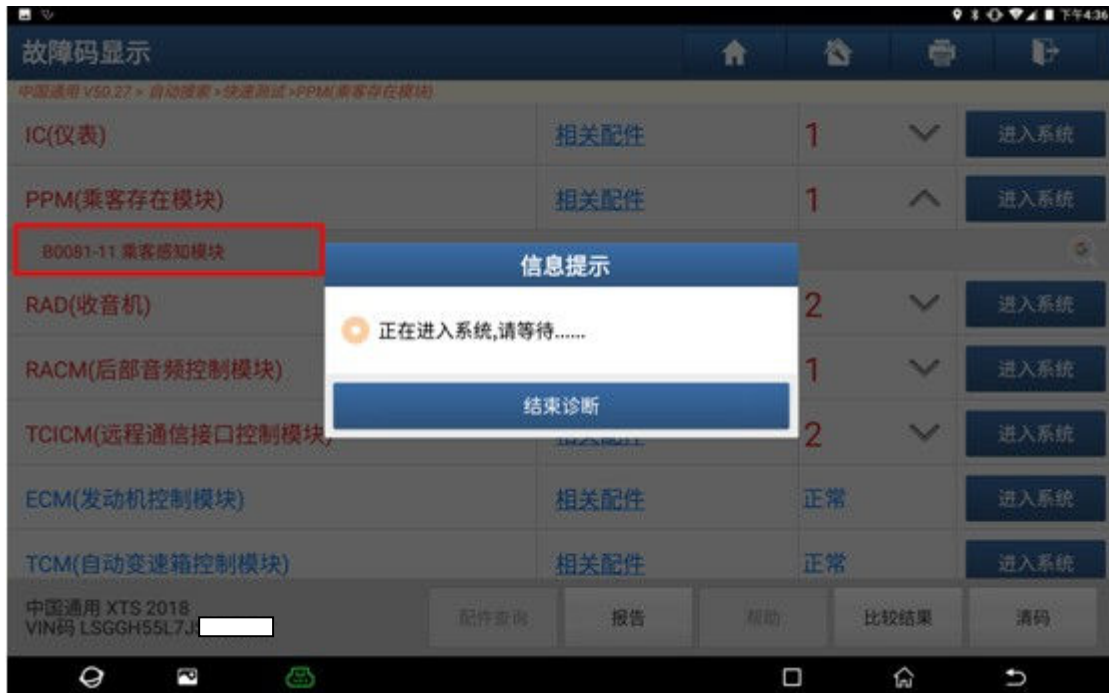 下午4:36
故障码显示
中国通用 V50.27 > 自动搜索 > 快速测试 >PPM(乘客存在模块)
IC(仪表) 相关配件 1 进入系统
PPM(乘客存在模块) 相关配件 1 进入系统
B0081-11 乘客感知模块
信息提示
RAD(收音机) 2 进入系统
正在进入系统,请等待......
RACM(后部音频控制模块) 1 进入系统
结束诊断
TCICM(远程通信接口控制模块) 相关配件 2 进入系统
ECM(发动机控制模块) 相关配件 正常 进入系统
TCM(自动变速箱控制模块) 相关配件 正常 进入系统
中国通用 XTS 2018
VIN码 LSGGH55L7J
配件查询 报告 帮助 比较结果 清码